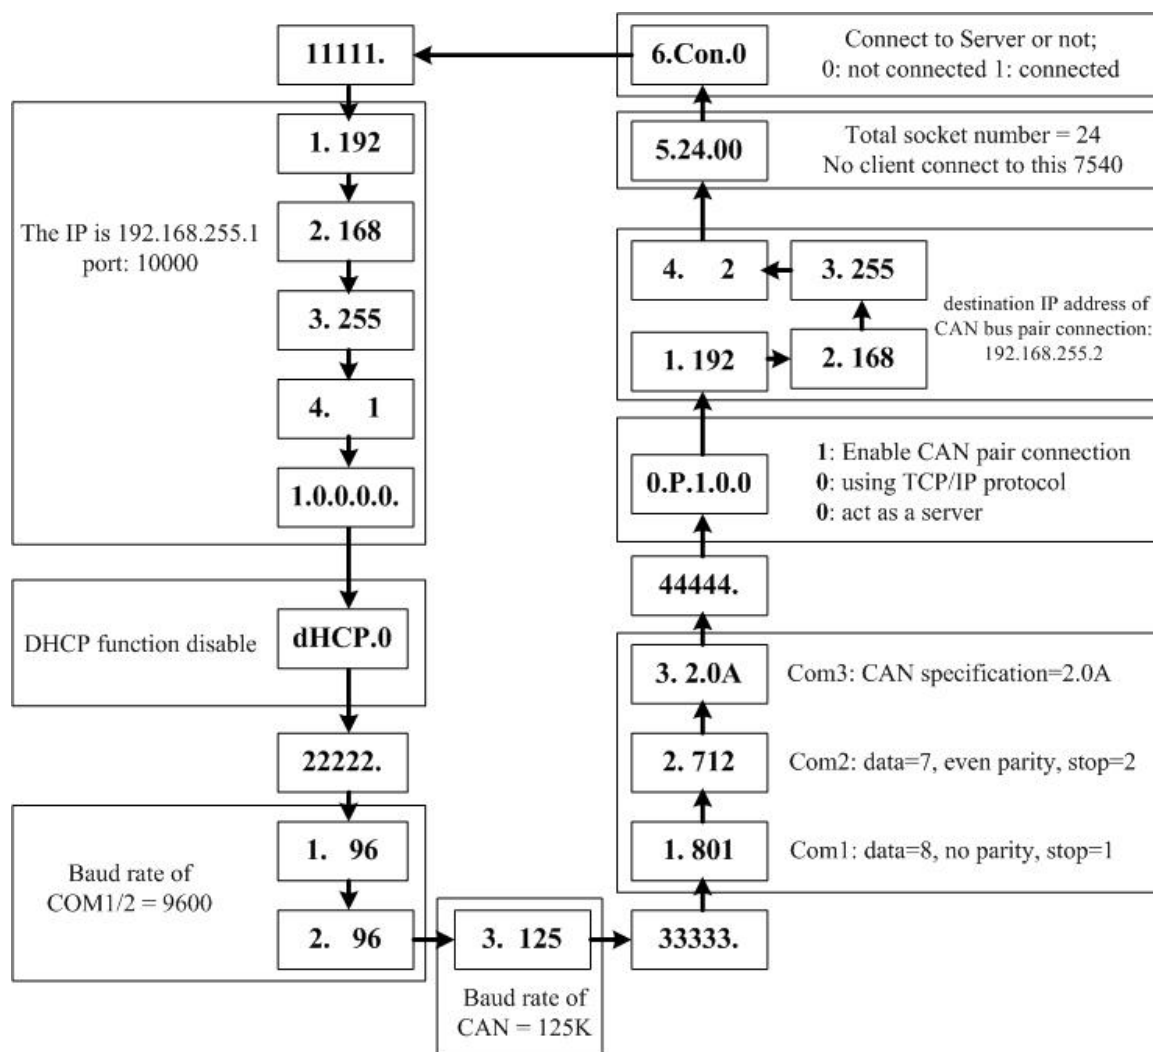 11111.
1. 192
2. 168
3. 255
4. 1
1.0.0.0.0.
The IP is 192.168.255.1
port: 10000
dHCP.0
DHCP function disable
22222.
1. 96
2. 96
Baud rate of
COM1/2 = 9600
3. 125
Baud rate of
CAN = 125K
33333.
1. 801
Com1: data=8, no parity, stop=1
2. 712
Com2: data=7, even parity, stop=2
3. 2.0A
Com3: CAN specification=2.0A
44444.
0.P.1.0.0
1: Enable CAN pair connection
0: using TCP/IP protocol
0: act as a server
1. 192
2. 168
3. 255
4. 2
destination IP address of
CAN bus pair connection:
192.168.255.2
5.24.00
Total socket number = 24
No client connect to this 7540
6.Con.0
Connect to Server or not;
0: not connected 1: connected